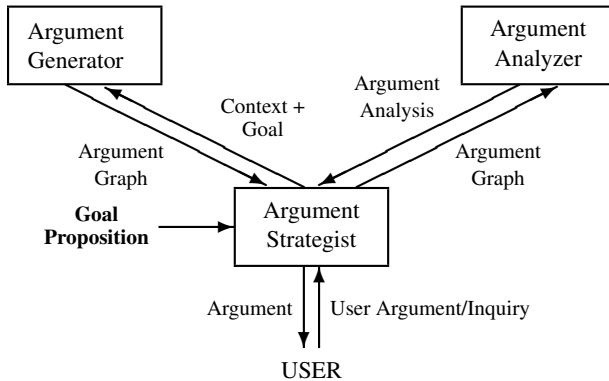 Argument
Generator
Argument
Analyzer
Context +
Goal
Argument
Analysis
Argument
Graph
Argument
Graph
Goal
Proposition
Argument
Strategist
Argument
User Argument/Inquiry
USER